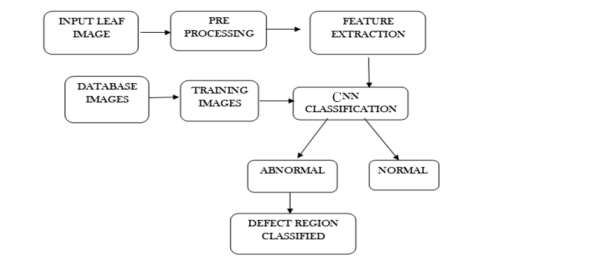 INPUT LEAF
IMAGE
PRE
PROCESSING
FEATURE
EXTRACTION
DATABASE
IMAGES
TRAINING
IMAGES
CNN
CLASSIFICATION
ABNORMAL
NORMAL
DEFECT REGION
CLASSIFIED